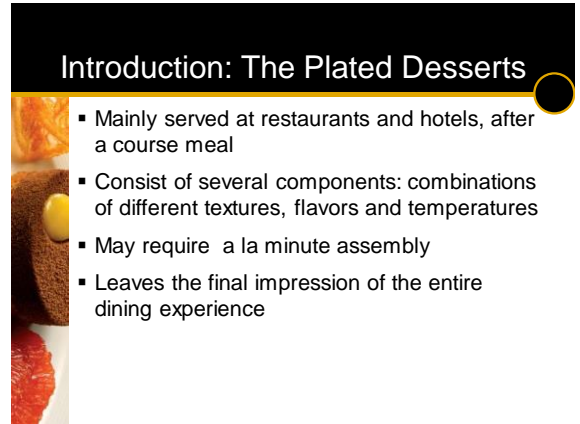 Introduction: The Plated Desserts
▪ Mainly served at restaurants and hotels, after
a course meal
▪ Consist of several components: combinations
of different textures, flavors and temperatures
▪ May require  a la minute assembly
▪ Leaves the final impression of the entire
dining experience